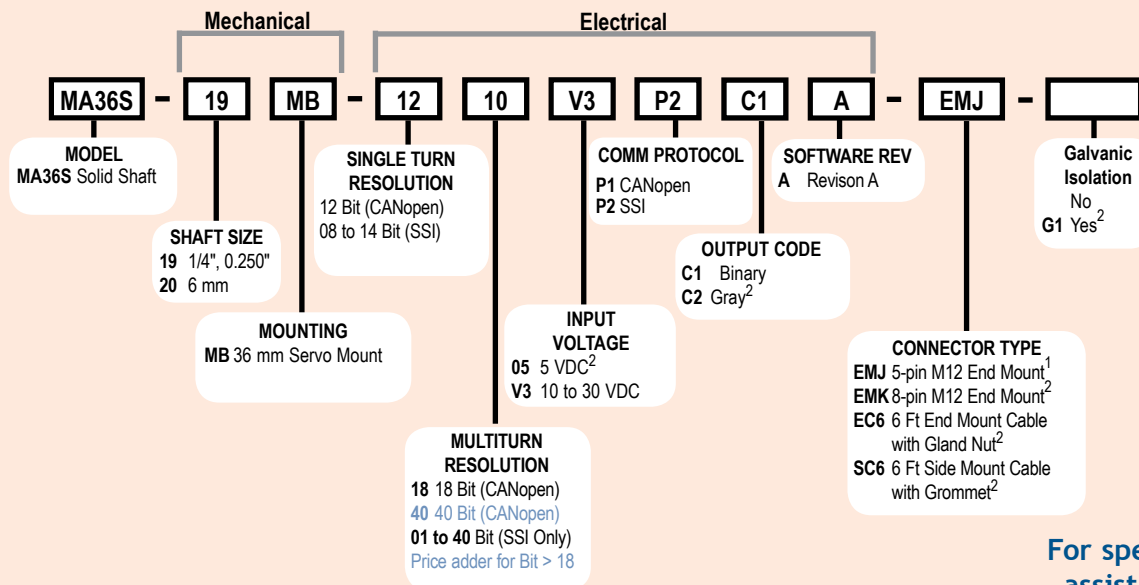 Mechanical
Electrical
MA36S - 19 MB - 12 10 V3 P2 C1 A - EMJ -
MODEL
MA36S Solid Shaft
SHAFT SIZE
19 1/4", 0.250"
20 6 mm
MOUNTING
MB 36 mm Servo Mount
SINGLE TURN
RESOLUTION
12 Bit (CANopen)
08 to 14 Bit (SSI)
MULTITURN
RESOLUTION
18 18 Bit (CANopen)
40 40 Bit (CANopen)
01 to 40 Bit (SSI Only)
Price adder for Bit > 18
INPUT
VOLTAGE
05 5 VDC2
V3 10 to 30 VDC
COMM PROTOCOL
P1 CANopen
P2 SSI
OUTPUT CODE
C1 Binary
C2 Gray2
SOFTWARE REV
A Revison A
CONNECTOR TYPE
EMJ 5-pin M12 End Mount1
EMK 8-pin M12 End Mount2
EC6 6 Ft End Mount Cable
with Gland Nut2
SC6 6 Ft Side Mount Cable
with Grommet2
Galvanic
Isolation
No
G1 Yes2
For spe
assist